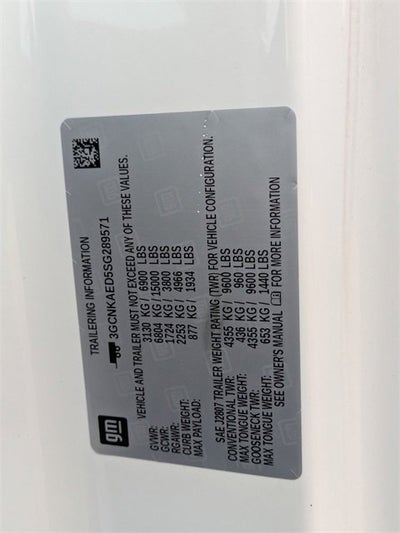 gm
TRAILERING INFORMATION
3GCNKAED5SG289571
VEHICLE AND TRAILER MUST NOT EXCEED ANY OF THESE VALUES.
GVWR: 3130 KG/ 6900 LBS
GCWR: 6804 KG/ 15000 LBS
RGAWR: 1724 KG/ 3800 LBS
CURB WEIGHT: 2253 KG/ 4966 LBS
MAX PAYLOAD: 877 KG/ 1934 LBS
SAE J2807 TRAILER WEIGHT RATING (TWR) FOR VEHICLE CONFIGURATION.
CONVENTIONAL TWR: 4355 KG/ 9600 LBS
MAX TONGUE WEIGHT: 436 KG/ 960 LBS
GOOSENECK TWR: 4355 KG/ 9600 LBS
MAX TONGUE WEIGHT: 653 KG/ 1440 LBS
SEE OWNER'S MANUAL FOR MORE INFORMATION